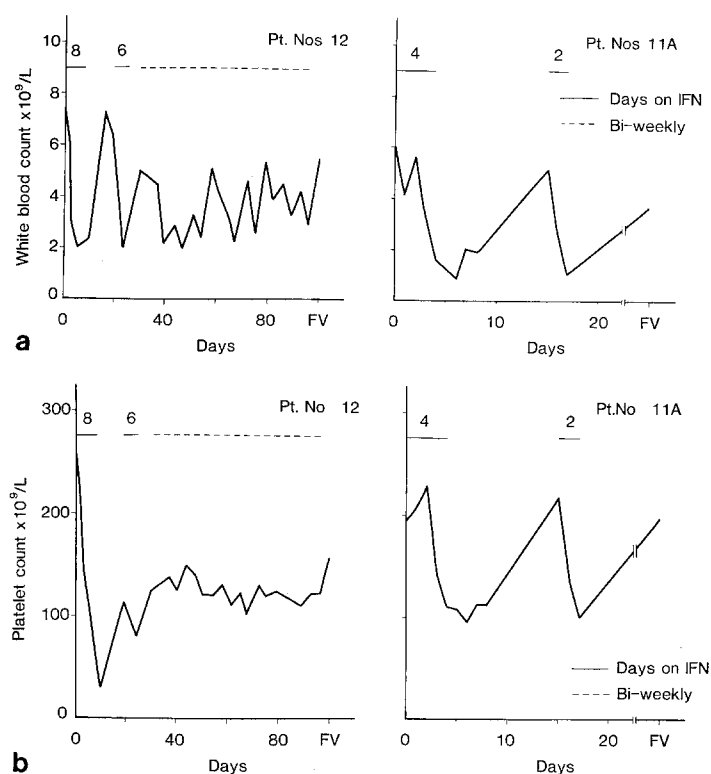 Pt. Nos 12
8 6
10
8
6
4
2
0
White blood count x10⁹/L
0 40 80 FV
Days
Pt. Nos 11A
4 2
Days on IFN
Bi-weekly
0 10 20 FV
Days
a
Pt. No 12
8 6
300
200
100
0
Platelet count x10⁹/L
0 40 80 FV
Days
Pt.No 11A
4 2
Days on IFN
Bi-weekly
0 10 20 FV
Days
b